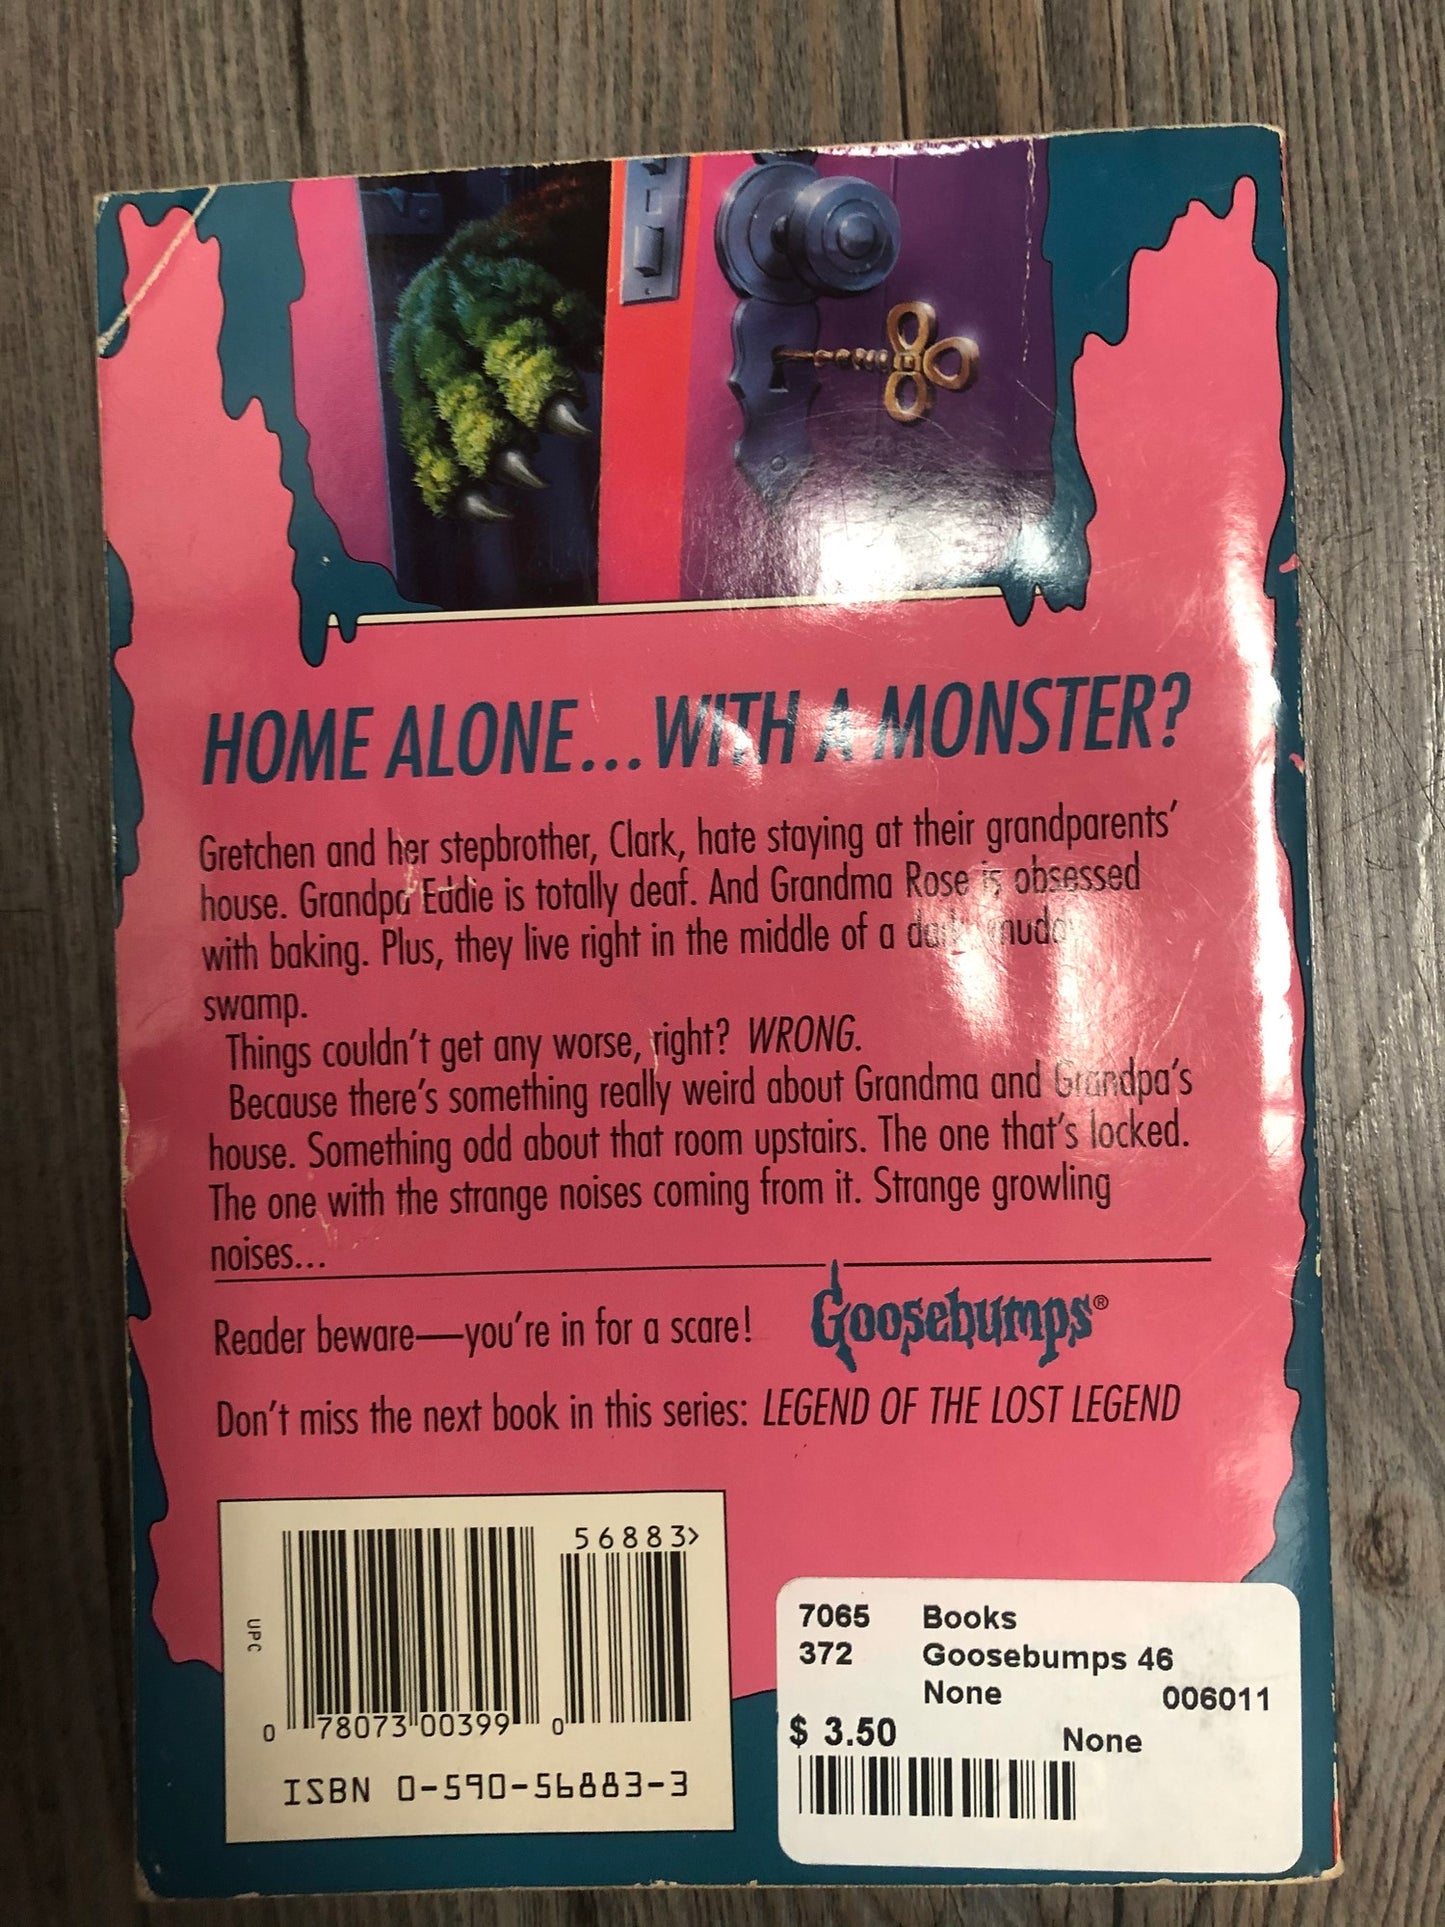 HOME ALONE...WITH A MONSTER?
Gretchen and her stepbrother, Clark, hate staying at their grandparents'
house. Grandpa Eddie is totally deaf. And Grandma Rose is obsessed
with baking. Plus, they live right in the middle of a dark, muddy
swamp.
Things couldn't get any worse, right? WRONG.
Because there's something really weird about Grandma and Grandpa's
house. Something odd about that room upstairs. The one that's locked.
The one with the strange noises coming from it. Strange growling
noises...
Reader beware—you're in for a scare! Goosebumps®
Don't miss the next book in this series: LEGEND OF THE LOST LEGEND
56883>
UPC
0 78073 00399 0
ISBN 0-590-56883-3
7065 Books
372 Goosebumps 46
None 006011
$ 3.50 None